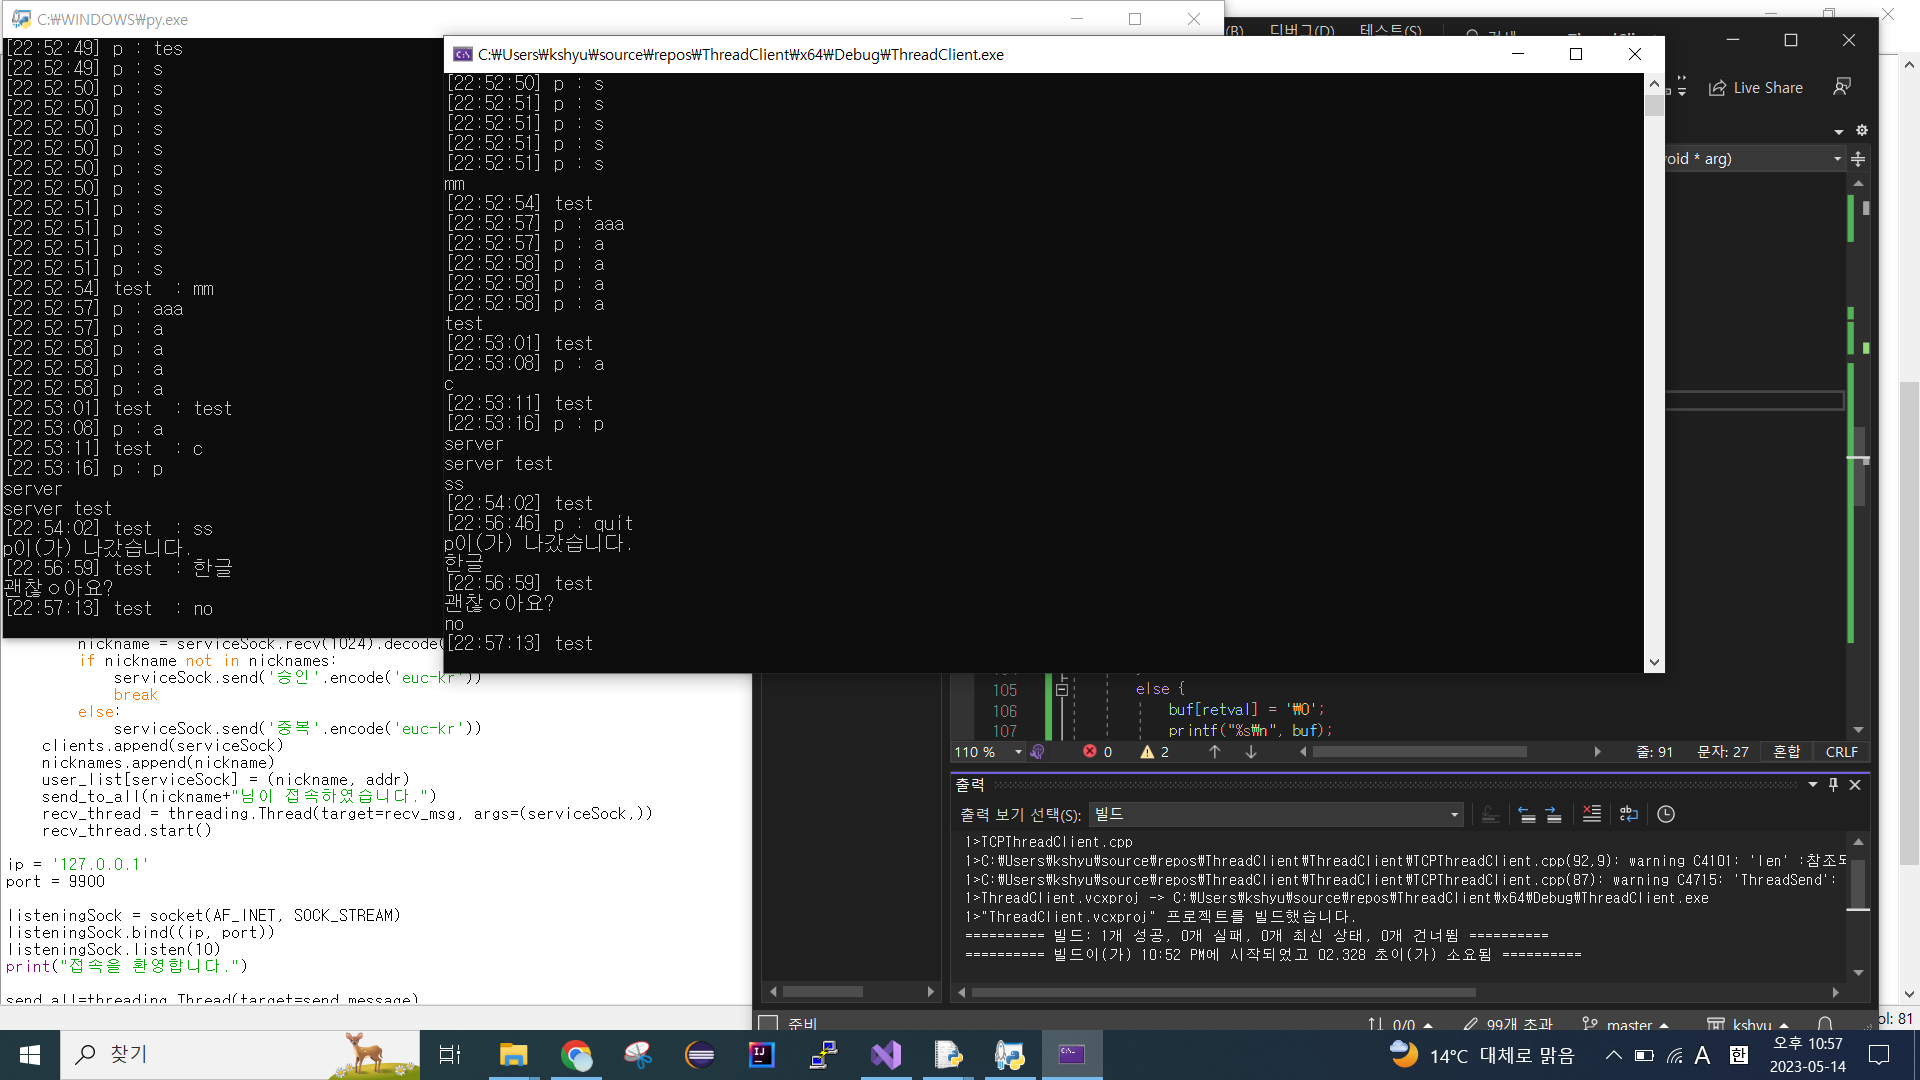 C:₩WINDOWS₩py.exe
[22:52:49] p : tes
[22:52:49] p : s
[22:52:50] p : s
[22:52:50] p : s
[22:52:50] p : s
[22:52:50] p : s
[22:52:50] p : s
[22:52:50] p : s
[22:52:51] p : s
[22:52:51] p : s
[22:52:51] p : s
[22:52:51] p : s
[22:52:54] test  : mm
[22:52:57] p : aaa
[22:52:57] p : a
[22:52:58] p : a
[22:52:58] p : a
[22:52:58] p : a
[22:53:01] test  : test
[22:53:08] p : a
[22:53:11] test  : c
[22:53:16] p : p
server
server test
[22:54:02] test  : ss
p이(가) 나갔습니다.
[22:56:59] test  : 한글
괜찮ㅇ아요?
[22:57:13] test  : no
C:₩Users₩kshyu₩source₩repos₩ThreadClient₩x64₩Debug₩ThreadClient.exe
[22:52:50] p : s
[22:52:51] p : s
[22:52:51] p : s
[22:52:51] p : s
[22:52:51] p : s
mm
[22:52:54] test
[22:52:57] p : aaa
[22:52:57] p : a
[22:52:58] p : a
[22:52:58] p : a
[22:52:58] p : a
test
[22:53:01] test
[22:53:08] p : a
c
[22:53:11] test
[22:53:16] p : p
server
server test
ss
[22:54:02] test
[22:56:46] p : quit
p이(가) 나갔습니다.
한글
[22:56:59] test
괜찮ㅇ아요?
no
[22:57:13] test
(B) 디버그(D) 테스트(S)
Live Share
void * arg)
nickname = serviceSock.recv(1024).decode(
if nickname not in nicknames:
serviceSock.send('승인'.encode('euc-kr'))
break
else:
serviceSock.send('중복'.encode('euc-kr'))
clients.append(serviceSock)
nicknames.append(nickname)
user_list[serviceSock] = (nickname, addr)
send_to_all(nickname+"님이 접속하였습니다.")
recv_thread = threading.Thread(target=recv_msg, args=(serviceSock,))
recv_thread.start()
ip = '127.0.0.1'
port = 9900
listeningSock = socket(AF_INET, SOCK_STREAM)
listeningSock.bind((ip, port))
listeningSock.listen(10)
print("접속을 환영합니다.")
send_all=threading.Thread(target=send_message)
105 else {
106 buf[retval] = '₩0';
107 printf("%s₩n", buf);
110 % 0 2 줄: 91 문자: 27 혼합 CRLF
출력
출력 보기 선택(S): 빌드
1>TCPThreadClient.cpp
1>C:₩Users₩kshyu₩source₩repos₩ThreadClient₩ThreadClient₩TCPThreadClient.cpp(92,9): warning C4101: 'len' :참조되
1>C:₩Users₩kshyu₩source₩repos₩ThreadClient₩ThreadClient₩TCPThreadClient.cpp(87): warning C4715: 'ThreadSend':
1>ThreadClient.vcxproj -> C:₩Users₩kshyu₩source₩repos₩ThreadClient₩x64₩Debug₩ThreadClient.exe
1>"ThreadClient.vcxproj" 프로젝트를 빌드했습니다.
========== 빌드: 1개 성공, 0개 실패, 0개 최신 상태, 0개 건너뜀 ==========
========== 빌드이(가) 10:52 PM에 시작되었고 02.328 초이(가) 소요됨 ==========
준비 0/0 99개 초과 master kshyu
ol: 81
찾기
14°C 대체로 맑음
A 한
오후 10:57
2023-05-14